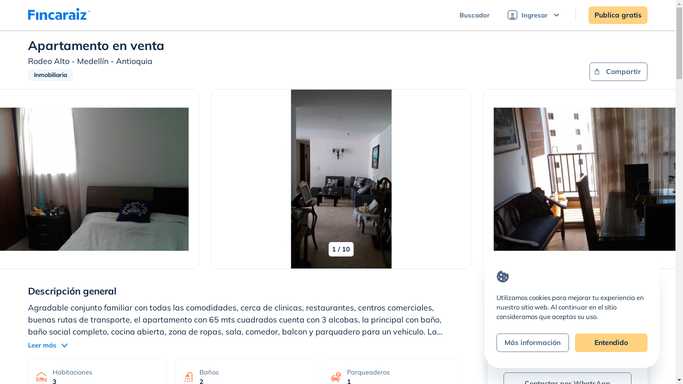 Fincaraiz
Buscador
Ingresar
Publica gratis
Apartamento en venta
Rodeo Alto - Medellín - Antioquia
Inmobiliaria
Compartir
1 / 10
Descripción general
Agradable conjunto familiar con todas las comodidades, cerca de clinicas, restaurantes, centros comerciales,
buenas rutas de transporte, el apartamento con 65 mts cuadrados cuenta con 3 alcobas, la principal con baño,
baño social completo, cocina abierta, zona de ropas, sala, comedor, balcon y parquadero para un vehiculo. La...
Leer más
Habitaciones
3
Baños
2
Parqueaderos
1
Utilizamos cookies para mejorar tu experiencia en
nuestro sitio web. Al continuar en el sitio
consideramos que aceptas su uso.
Más información
Entendido
Contactar por WhatsApp